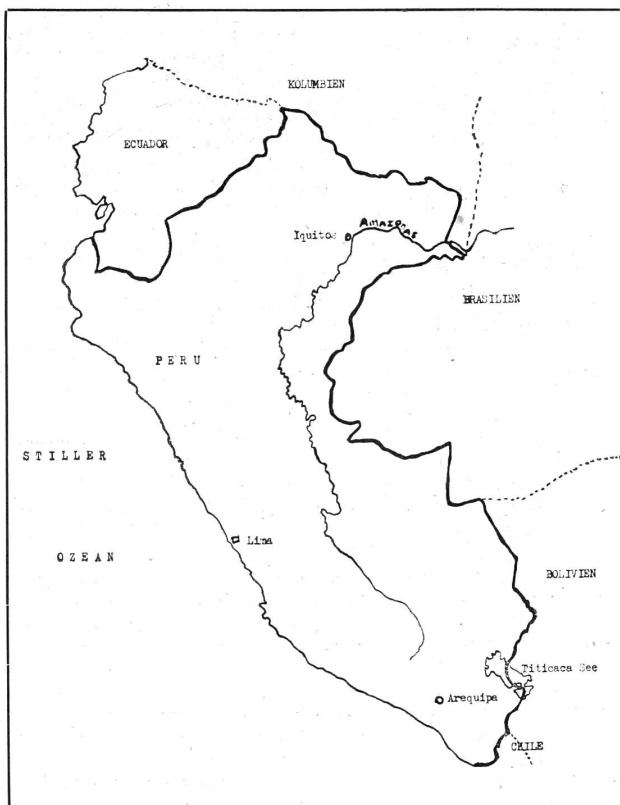 KOLUMBIEN
ECUADOR
AMAZONAS
Iquitos
BRASILIEN
PERU
STILLER
Lima
OZEAN
BOLIVIEN
Titicaca See
Arequipa
CHILE